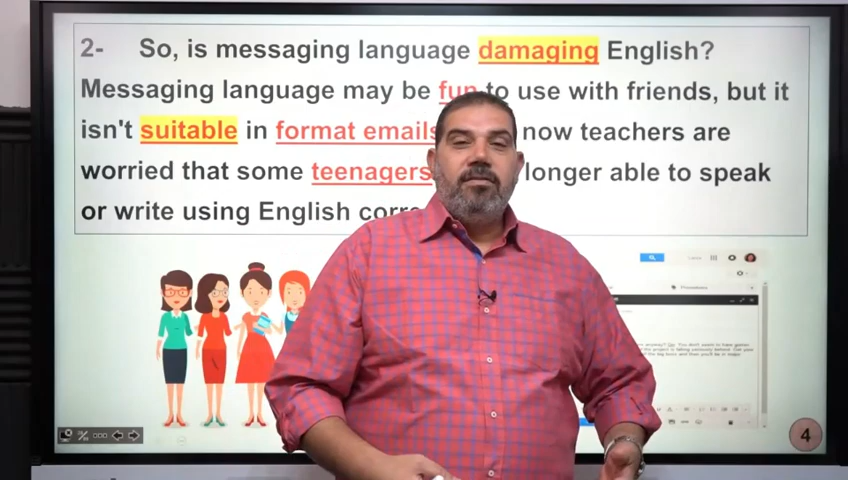 2- So, is messaging language damaging English?
Messaging language may be fun to use with friends, but it
isn't suitable in format emails now teachers are
worried that some teenagers longer able to speak
or write using English
4